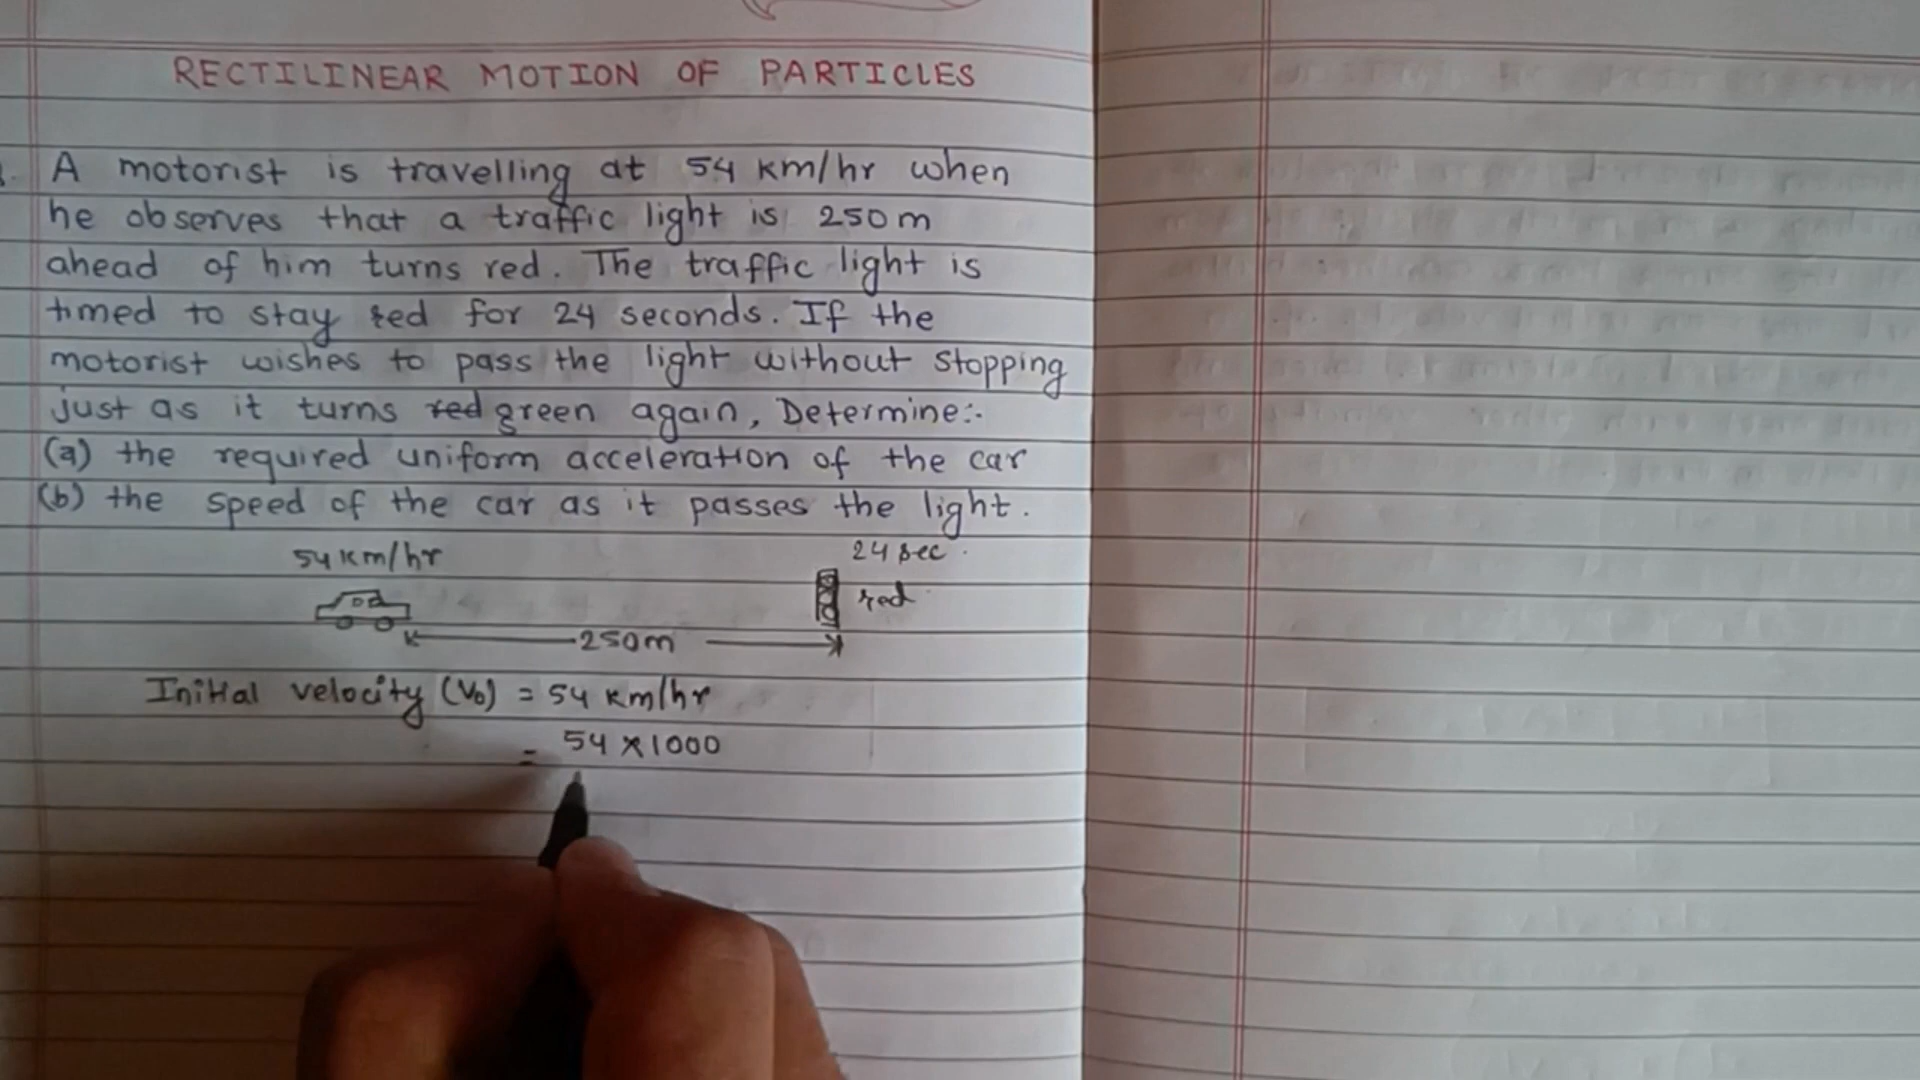 RECTILINEAR MOTION OF PARTICLES
A motorist is travelling at 54 km/hr when
he observes that a traffic light is 250m
ahead of him turns red. The traffic light is
timed to stay red for 24 seconds. If the
motorist wishes to pass the light without stopping
just as it turns red green again, Determine:-
(a) the required uniform acceleration of the car
(b) the speed of the car as it passes the light.
54 km/hr
24 sec
red
250m
Initial velocity (V0) = 54 km/hr
= 54 × 1000